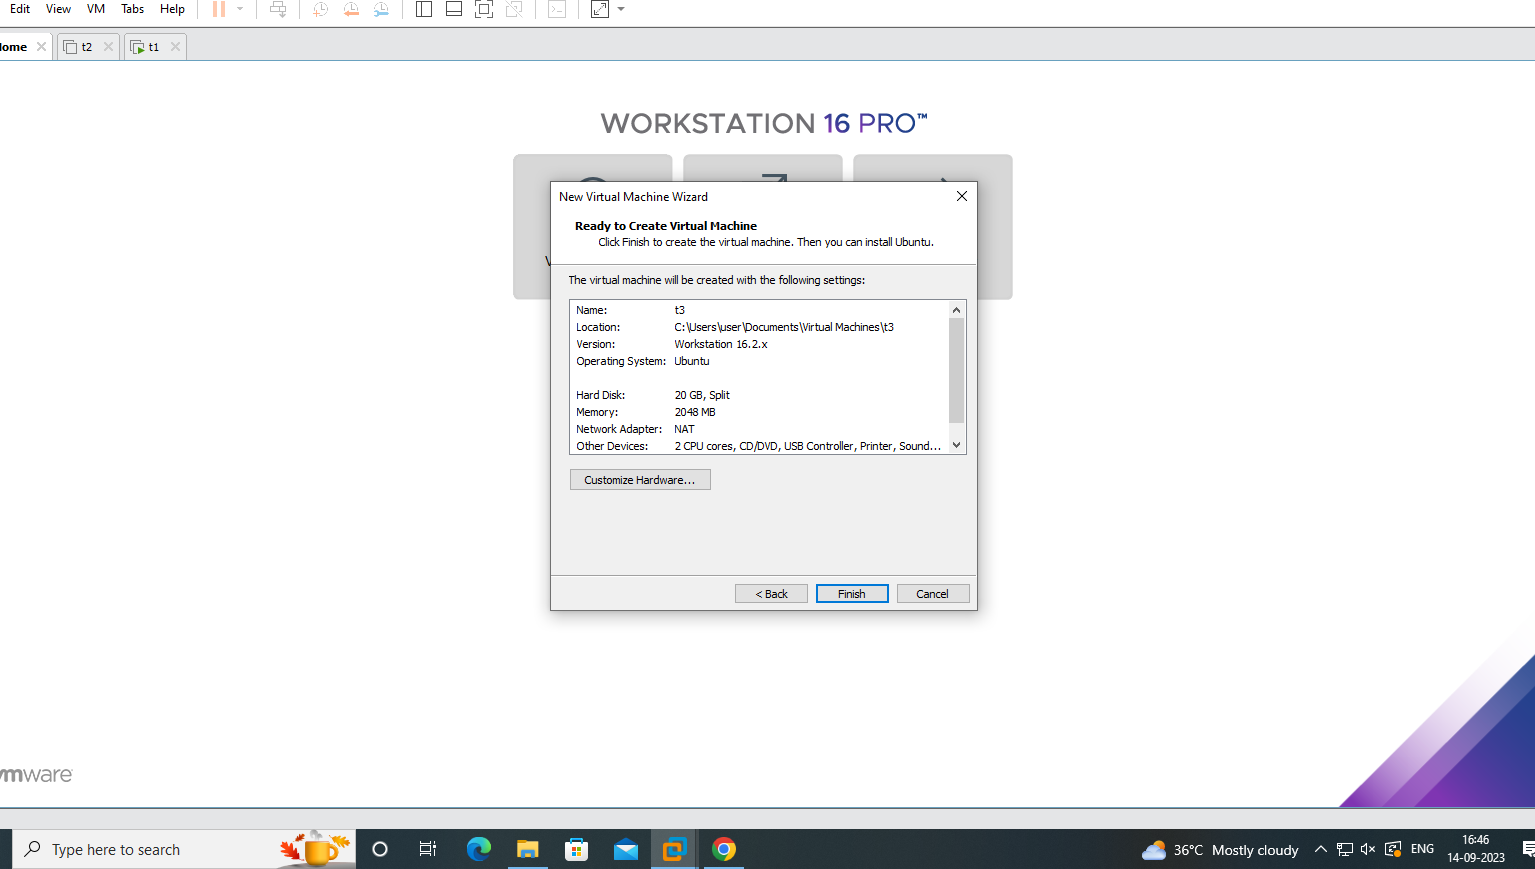 Edit View VM Tabs Help
t2 t1
WORKSTATION 16 PRO™
New Virtual Machine Wizard
Ready to Create Virtual Machine
Click Finish to create the virtual machine. Then you can install Ubuntu.
The virtual machine will be created with the following settings:
Name: t3
Location: C:\Users\user\Documents\Virtual Machines\t3
Version: Workstation 16.2.x
Operating System: Ubuntu
Hard Disk: 20 GB, Split
Memory: 2048 MB
Network Adapter: NAT
Other Devices: 2 CPU cores, CD/DVD, USB Controller, Printer, Sound...
Customize Hardware...
< Back Finish Cancel
vmware
Type here to search
36°C Mostly cloudy ENG
16:46
14-09-2023